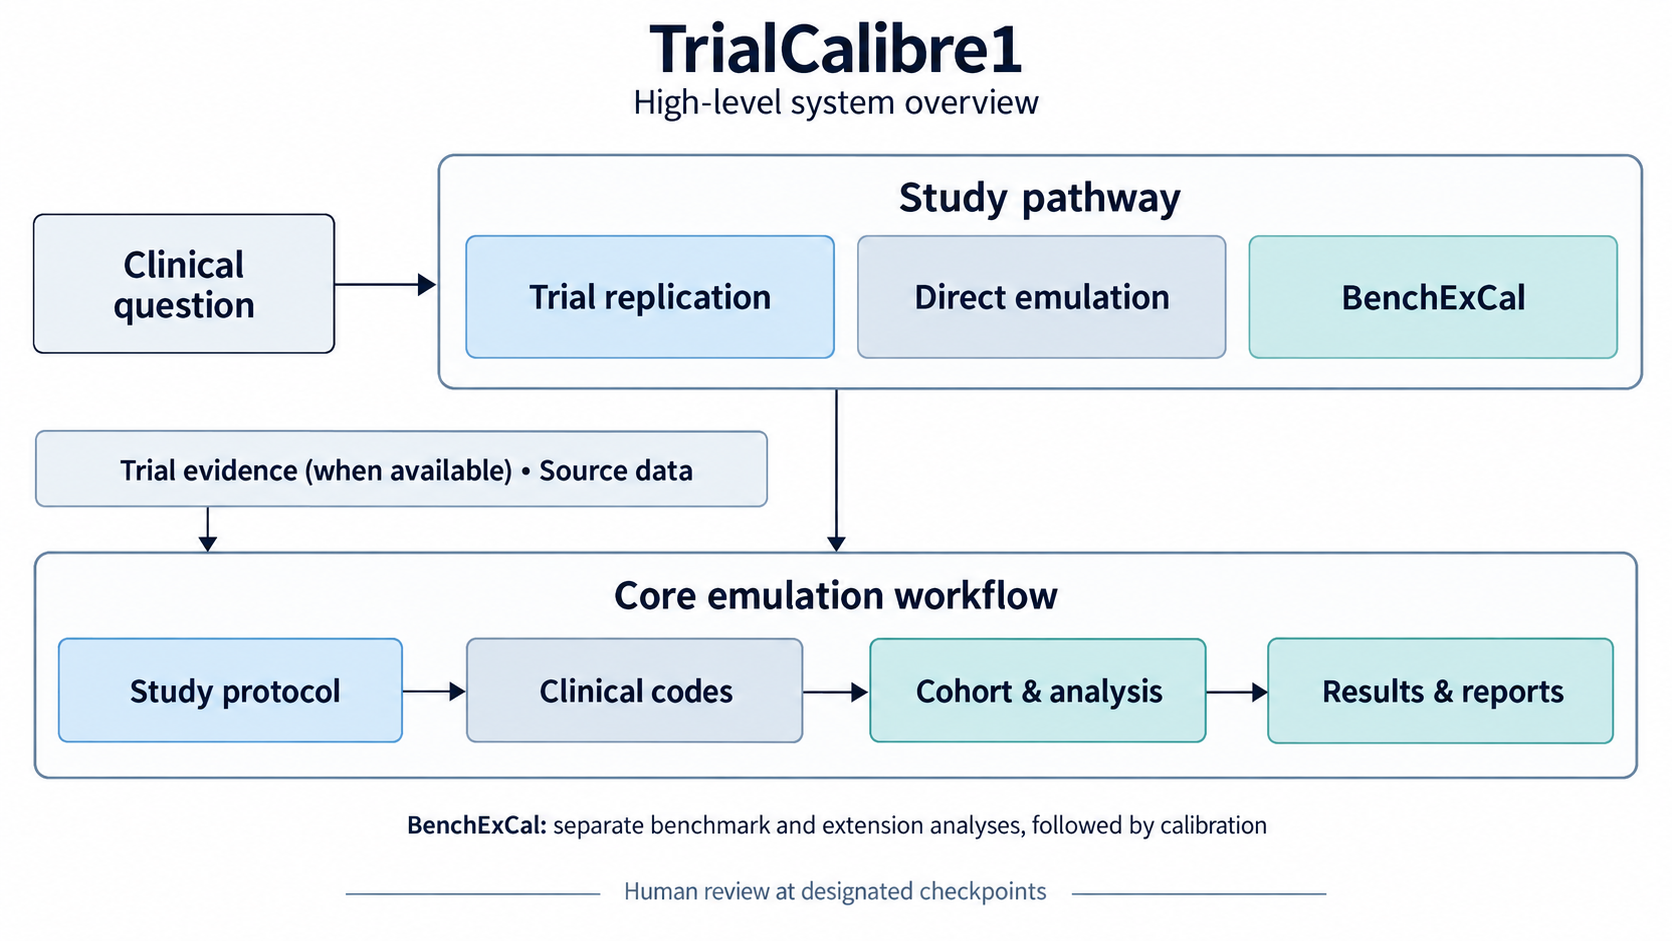 TrialCalibre1
High-level system overview
Study pathway
Clinical
question
Trial replication
Direct emulation
BenchExCal
Trial evidence (when available) • Source data
Core emulation workflow
Study protocol
Clinical codes
Cohort & analysis
Results & reports
BenchExCal: separate benchmark and extension analyses, followed by calibration
Human review at designated checkpoints